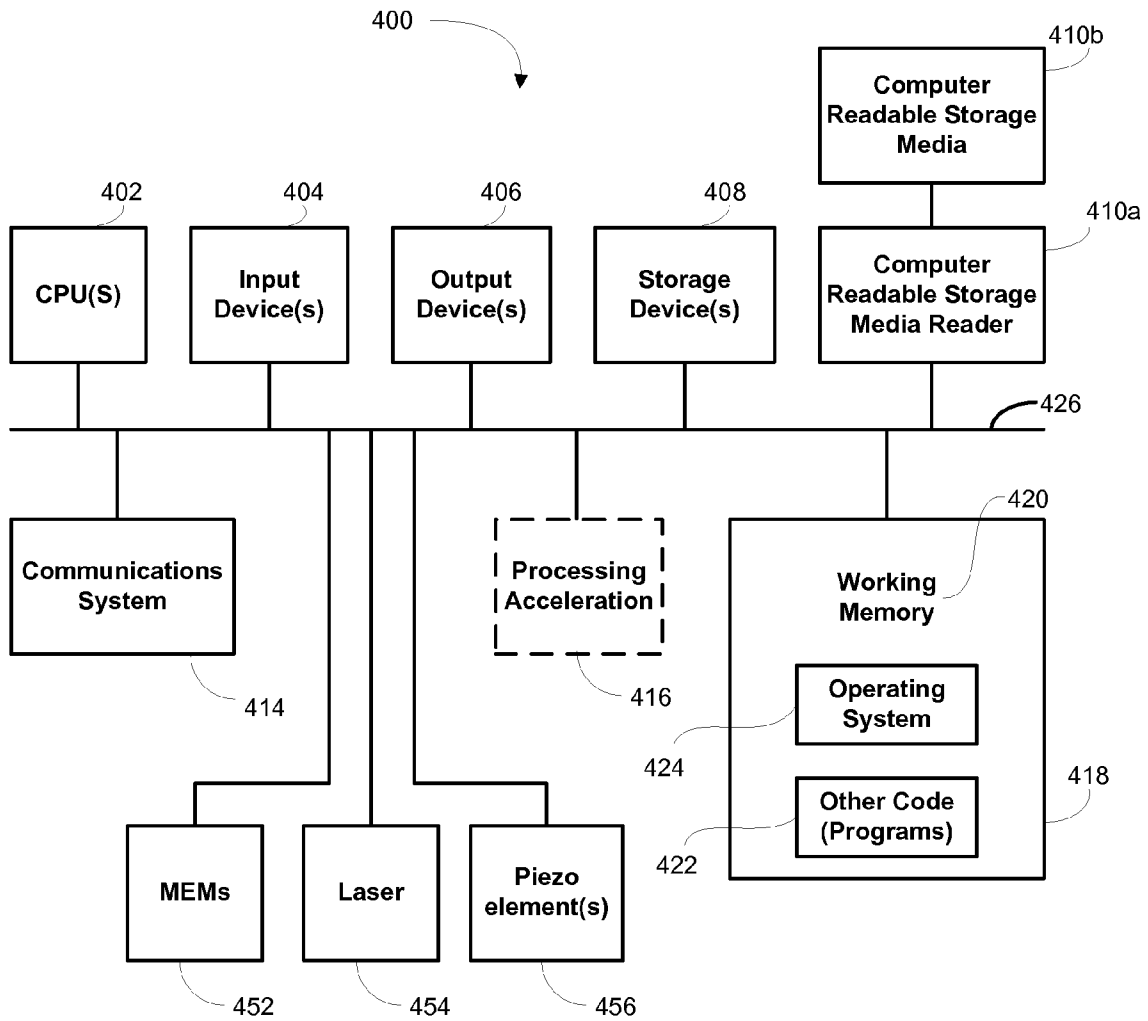 400
410b
Computer
Readable Storage
Media
402
404
406
408
410a
CPU(S)
Input
Device(s)
Output
Device(s)
Storage
Device(s)
Computer
Readable Storage
Media Reader
426
Communications
System
414
Processing
Acceleration
416
420
Working
Memory
Operating
System
424
Other Code
(Programs)
422
418
MEMs
452
Laser
454
Piezo
element(s)
456